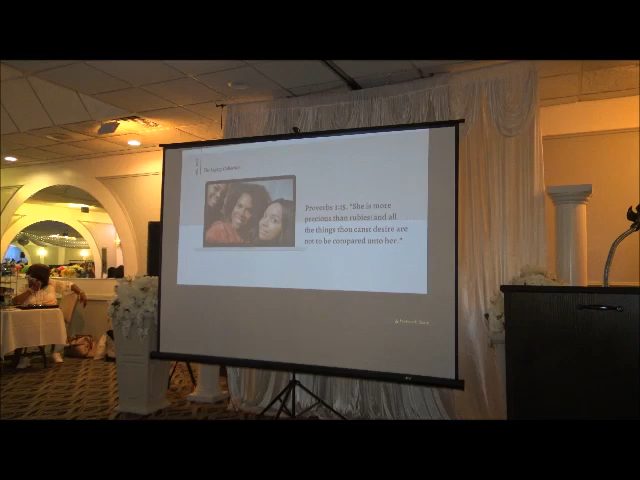 Proverbs 3:15, "She is more
precious than rubies: and all
the things thou canst desire are
not to be compared unto her."